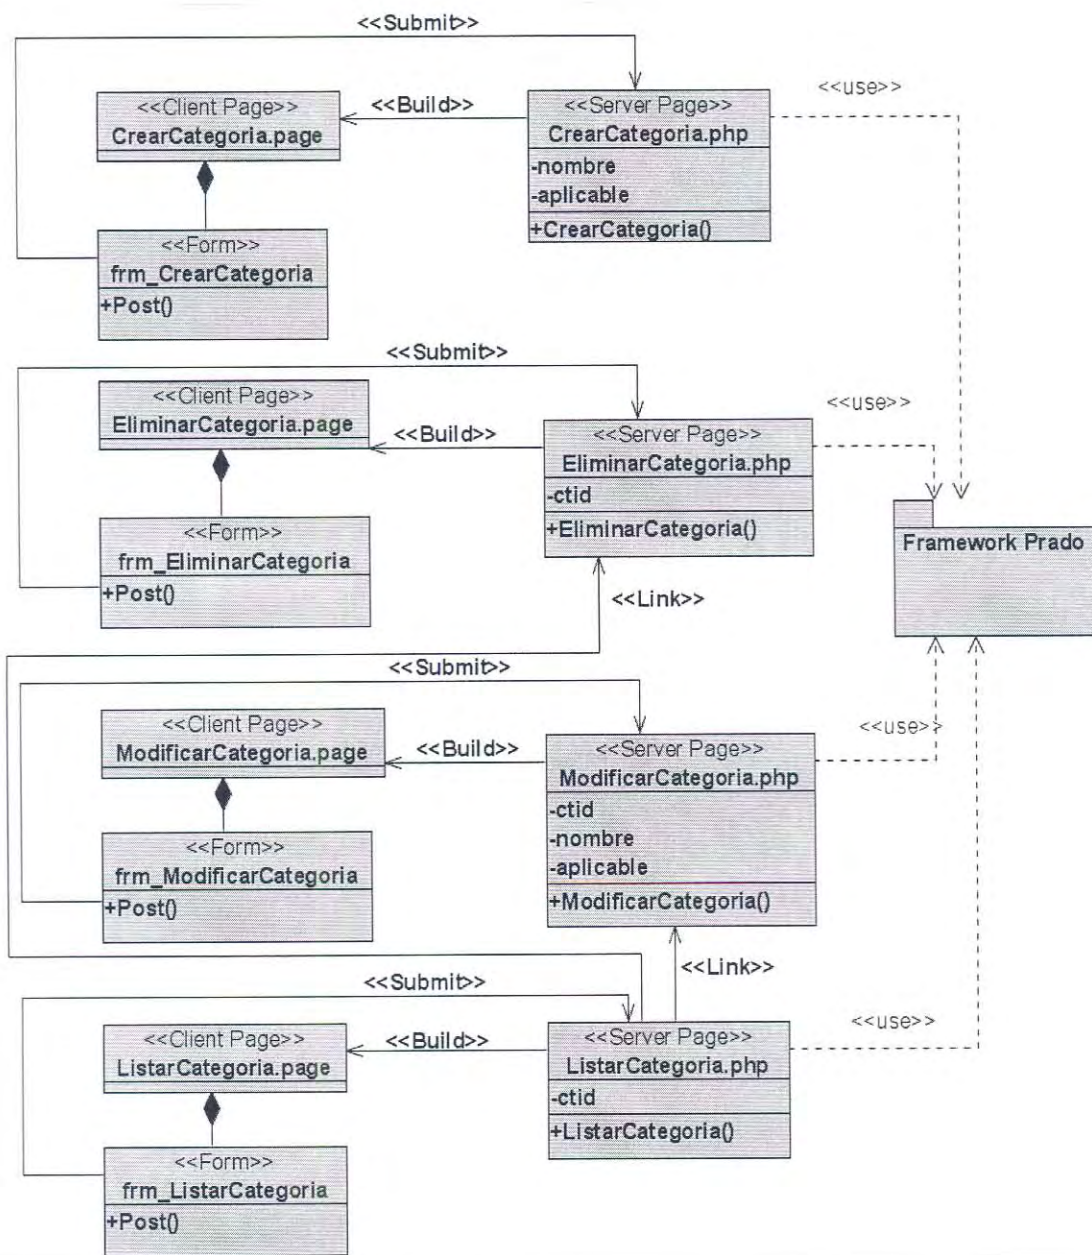 <<Submit>>
<<Client Page>>
CrearCategoria.page
<<Build>>
<<Server Page>>
CrearCategoria.php
-nombre
-aplicable
+CrearCategoria()
<<use>>
<<Form>>
frm_CrearCategoria
+Post()
<<Submit>>
<<Client Page>>
EliminarCategoria.page
<<Build>>
<<Server Page>>
EliminarCategoria.php
-ctid
+EliminarCategoria()
<<use>>
<<Form>>
frm_EliminarCategoria
+Post()
Framework Prado
<<Link>>
<<Submit>>
<<Client Page>>
ModificarCategoria.page
<<Build>>
<<Server Page>>
ModificarCategoria.php
-ctid
-nombre
-aplicable
+ModificarCategoria()
<<use>>
<<Form>>
frm_ModificarCategoria
+Post()
<<Link>>
<<Submit>>
<<Client Page>>
ListarCategoria.page
<<Build>>
<<Server Page>>
ListarCategoria.php
-ctid
+ListarCategoria()
<<use>>
<<Form>>
frm_ListarCategoria
+Post()